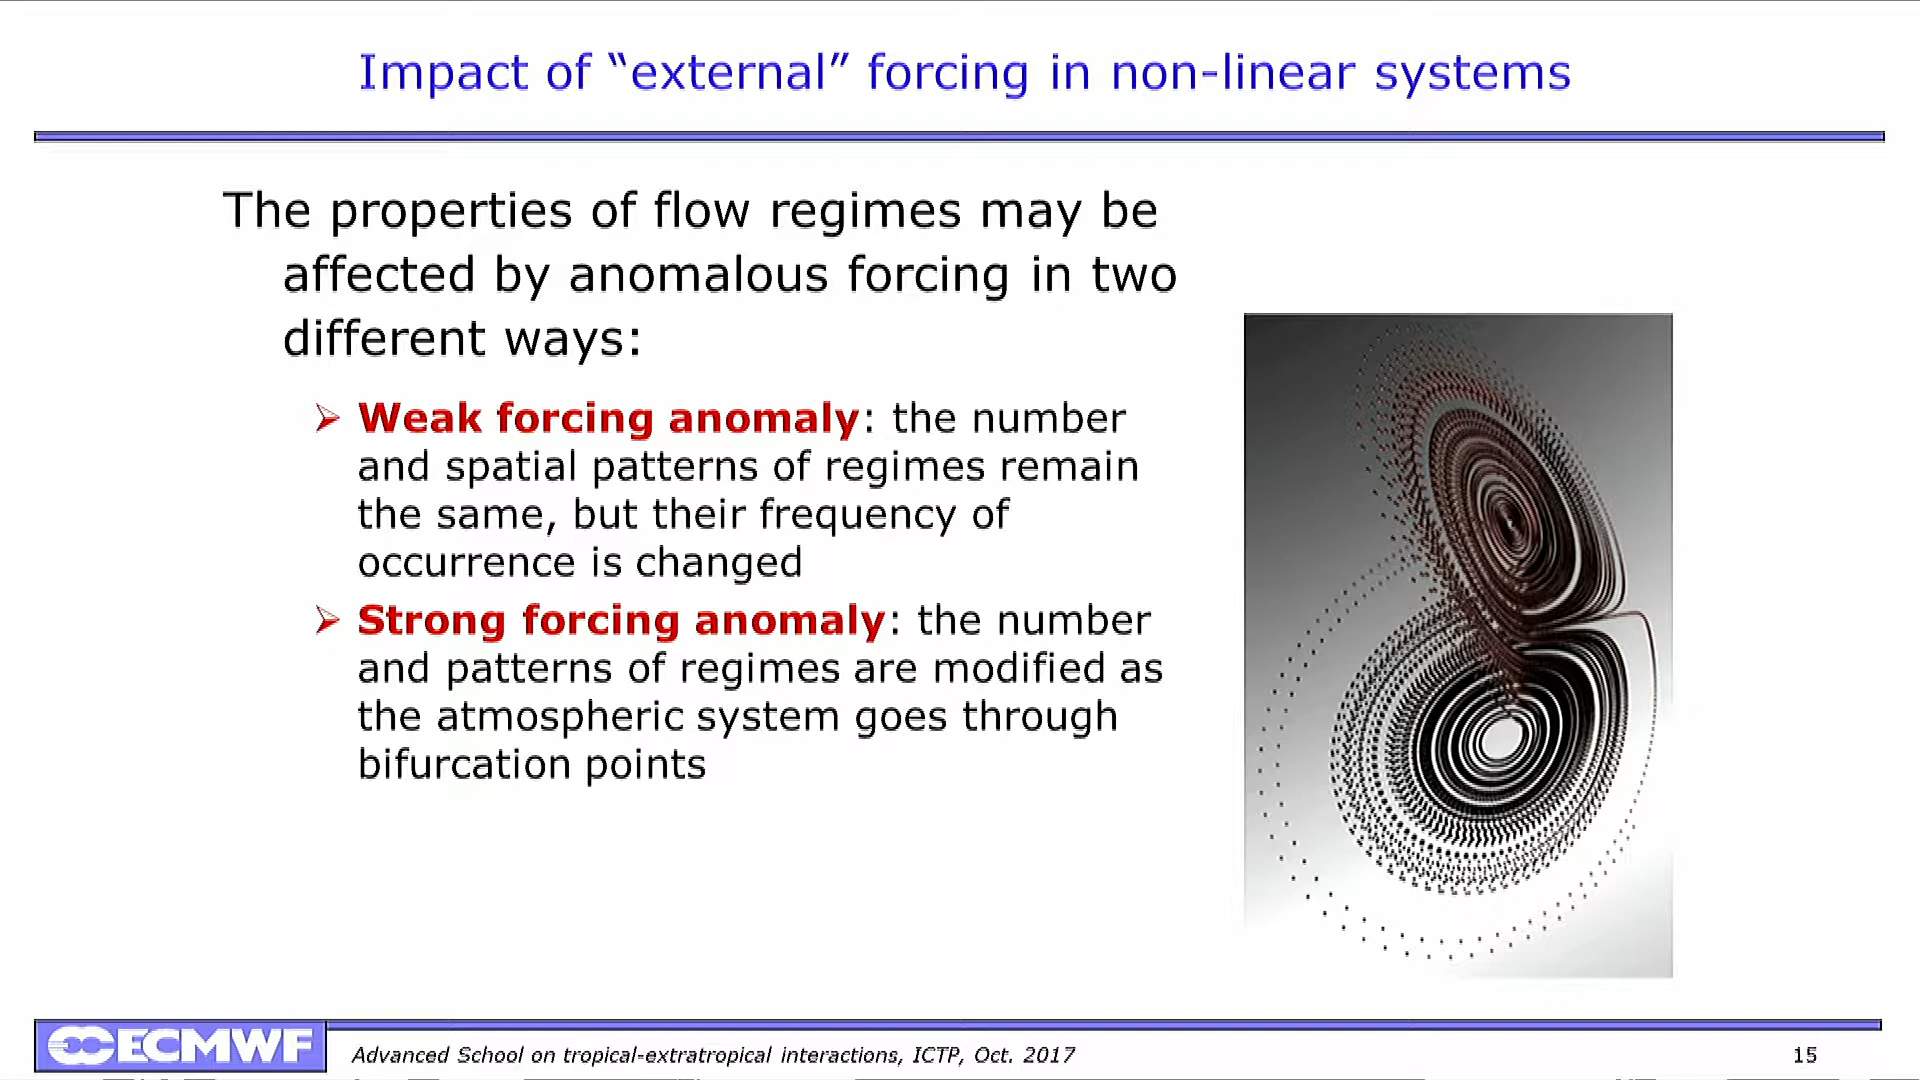 Impact of “external” forcing in non-linear systems
The properties of flow regimes may be
affected by anomalous forcing in two
different ways:
➢ Weak forcing anomaly: the number
and spatial patterns of regimes remain
the same, but their frequency of
occurrence is changed
➢ Strong forcing anomaly: the number
and patterns of regimes are modified as
the atmospheric system goes through
bifurcation points
ECMWF
Advanced School on tropical-extratropical interactions, ICTP, Oct. 2017
15